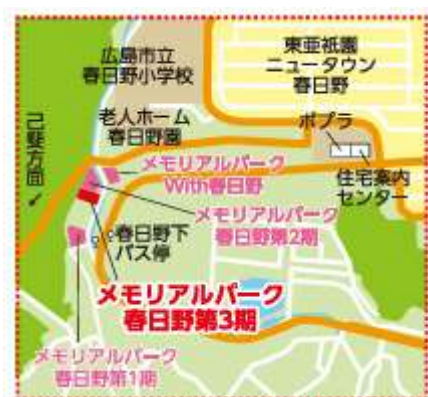 広島市立
春日野小学校
東亜祇園
ニュータウン
春日野
老人ホーム
春日野園
ポプラ
己斐方面
メモリアルパーク
With春日野
住宅案内
センター
メモリアルパーク
春日野第2期
春日野下
バス停
メモリアルパーク
春日野第3期
メモリアルパーク
春日野第1期